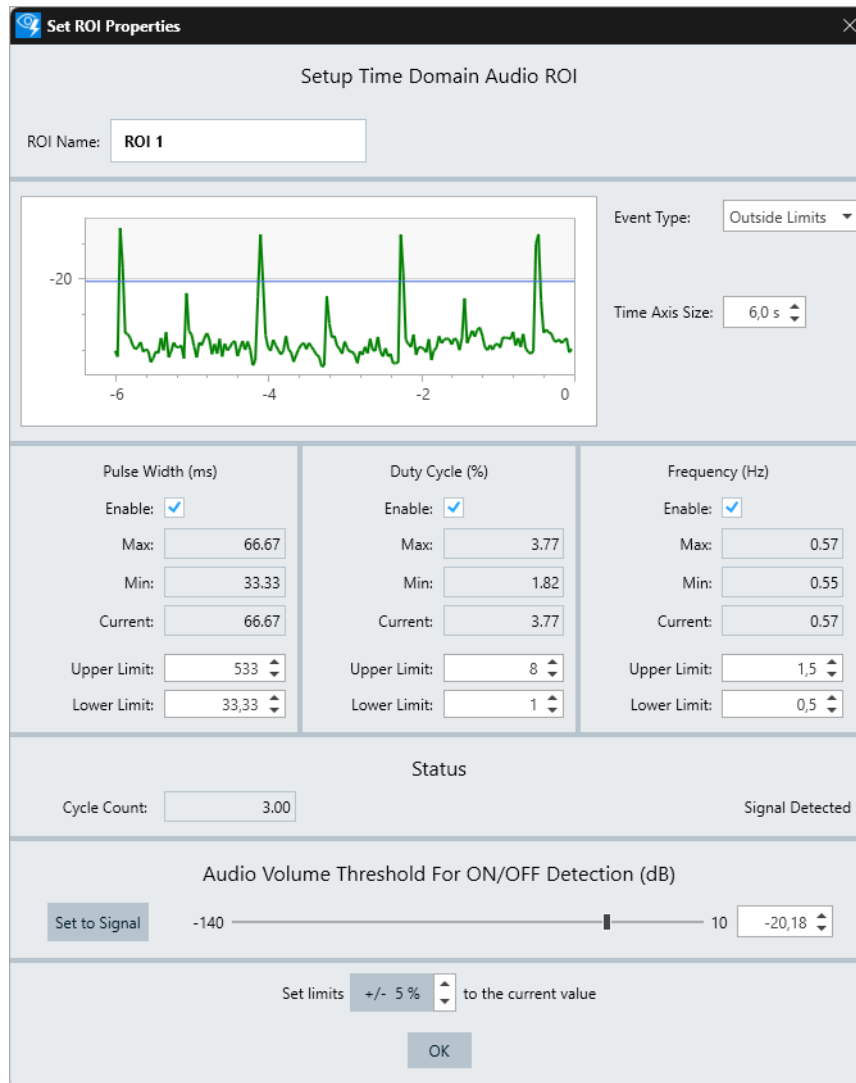 Set ROI Properties
Setup Time Domain Audio ROI
ROI Name: ROI 1
Event Type: Outside Limits
-20
Time Axis Size: 6,0 s
-6 -4 -2 0
Pulse Width (ms) Duty Cycle (%) Frequency (Hz)
Enable: Enable: Enable:
Max: 66.67 Max: 3.77 Max: 0.57
Min: 33.33 Min: 1.82 Min: 0.55
Current: 66.67 Current: 3.77 Current: 0.57
Upper Limit: 533 Upper Limit: 8 Upper Limit: 1,5
Lower Limit: 33,33 Lower Limit: 1 Lower Limit: 0,5
Status
Cycle Count: 3.00 Signal Detected
Audio Volume Threshold For ON/OFF Detection (dB)
Set to Signal -140 10 -20,18
Set limits +/- 5 % to the current value
OK